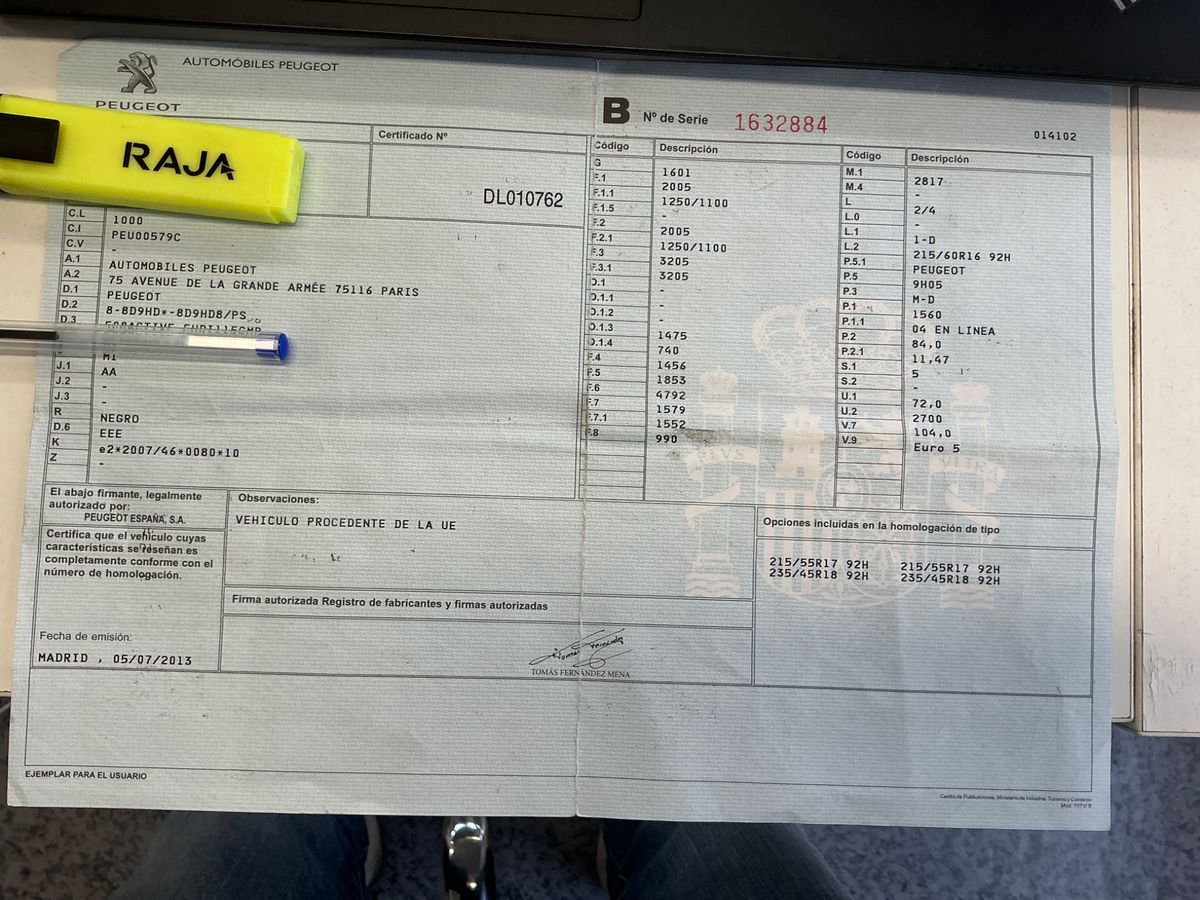 AUTOMÓBILES PEUGEOT
PEUGEOT
RAJA
Certificado Nº
DL010762
C.L 1000
C.I PEU00579C
C.V -
A.1 AUTOMOBILES PEUGEOT
A.2 75 AVENUE DE LA GRANDE ARMÉE 75116 PARIS
D.1 PEUGEOT
D.2 8-8D9HD*-8D9HD8/PS
D.3
M1
J.1 AA
J.2 -
J.3 -
R NEGRO
D.6 EEE
K e2*2007/46*0080*10
Z -
B Nº de Serie 1632884
014102
Código Descripción
G 1601
F.1 2005
F.1.1 1250/1100
F.1.5 -
F.2 2005
F.2.1 1250/1100
F.3 3205
F.3.1 3205
O.1 -
O.1.1 -
O.1.2 -
O.1.3 1475
O.1.4 740
F.4 1456
F.5 1853
F.6 4792
F.7 1579
F.7.1 1552
F.8 990
Código Descripción
M.1 2817
M.4 -
L 2/4
L.0 -
L.1 1-D
L.2 215/60R16 92H
P.5.1 PEUGEOT
P.5 9H05
P.3 M-D
P.1 1560
P.1.1 04 EN LINEA
P.2 84,0
P.2.1 11,47
S.1 5
S.2 -
U.1 72,0
U.2 2700
V.7 104,0
V.9 Euro 5
El abajo firmante, legalmente
autorizado por:
PEUGEOT ESPAÑA, S.A.
Certifica que el vehículo cuyas
características se reseñan es
completamente conforme con el
número de homologación.
Fecha de emisión:
MADRID , 05/07/2013
Observaciones:
VEHICULO PROCEDENTE DE LA UE
Firma autorizada Registro de fabricantes y firmas autorizadas
TOMÁS FERNÁNDEZ MENA
Opciones incluidas en la homologación de tipo
215/55R17 92H 215/55R17 92H
235/45R18 92H 235/45R18 92H
EJEMPLAR PARA EL USUARIO
Centro de Publicaciones. Ministerio de Industria, Turismo y Comercio